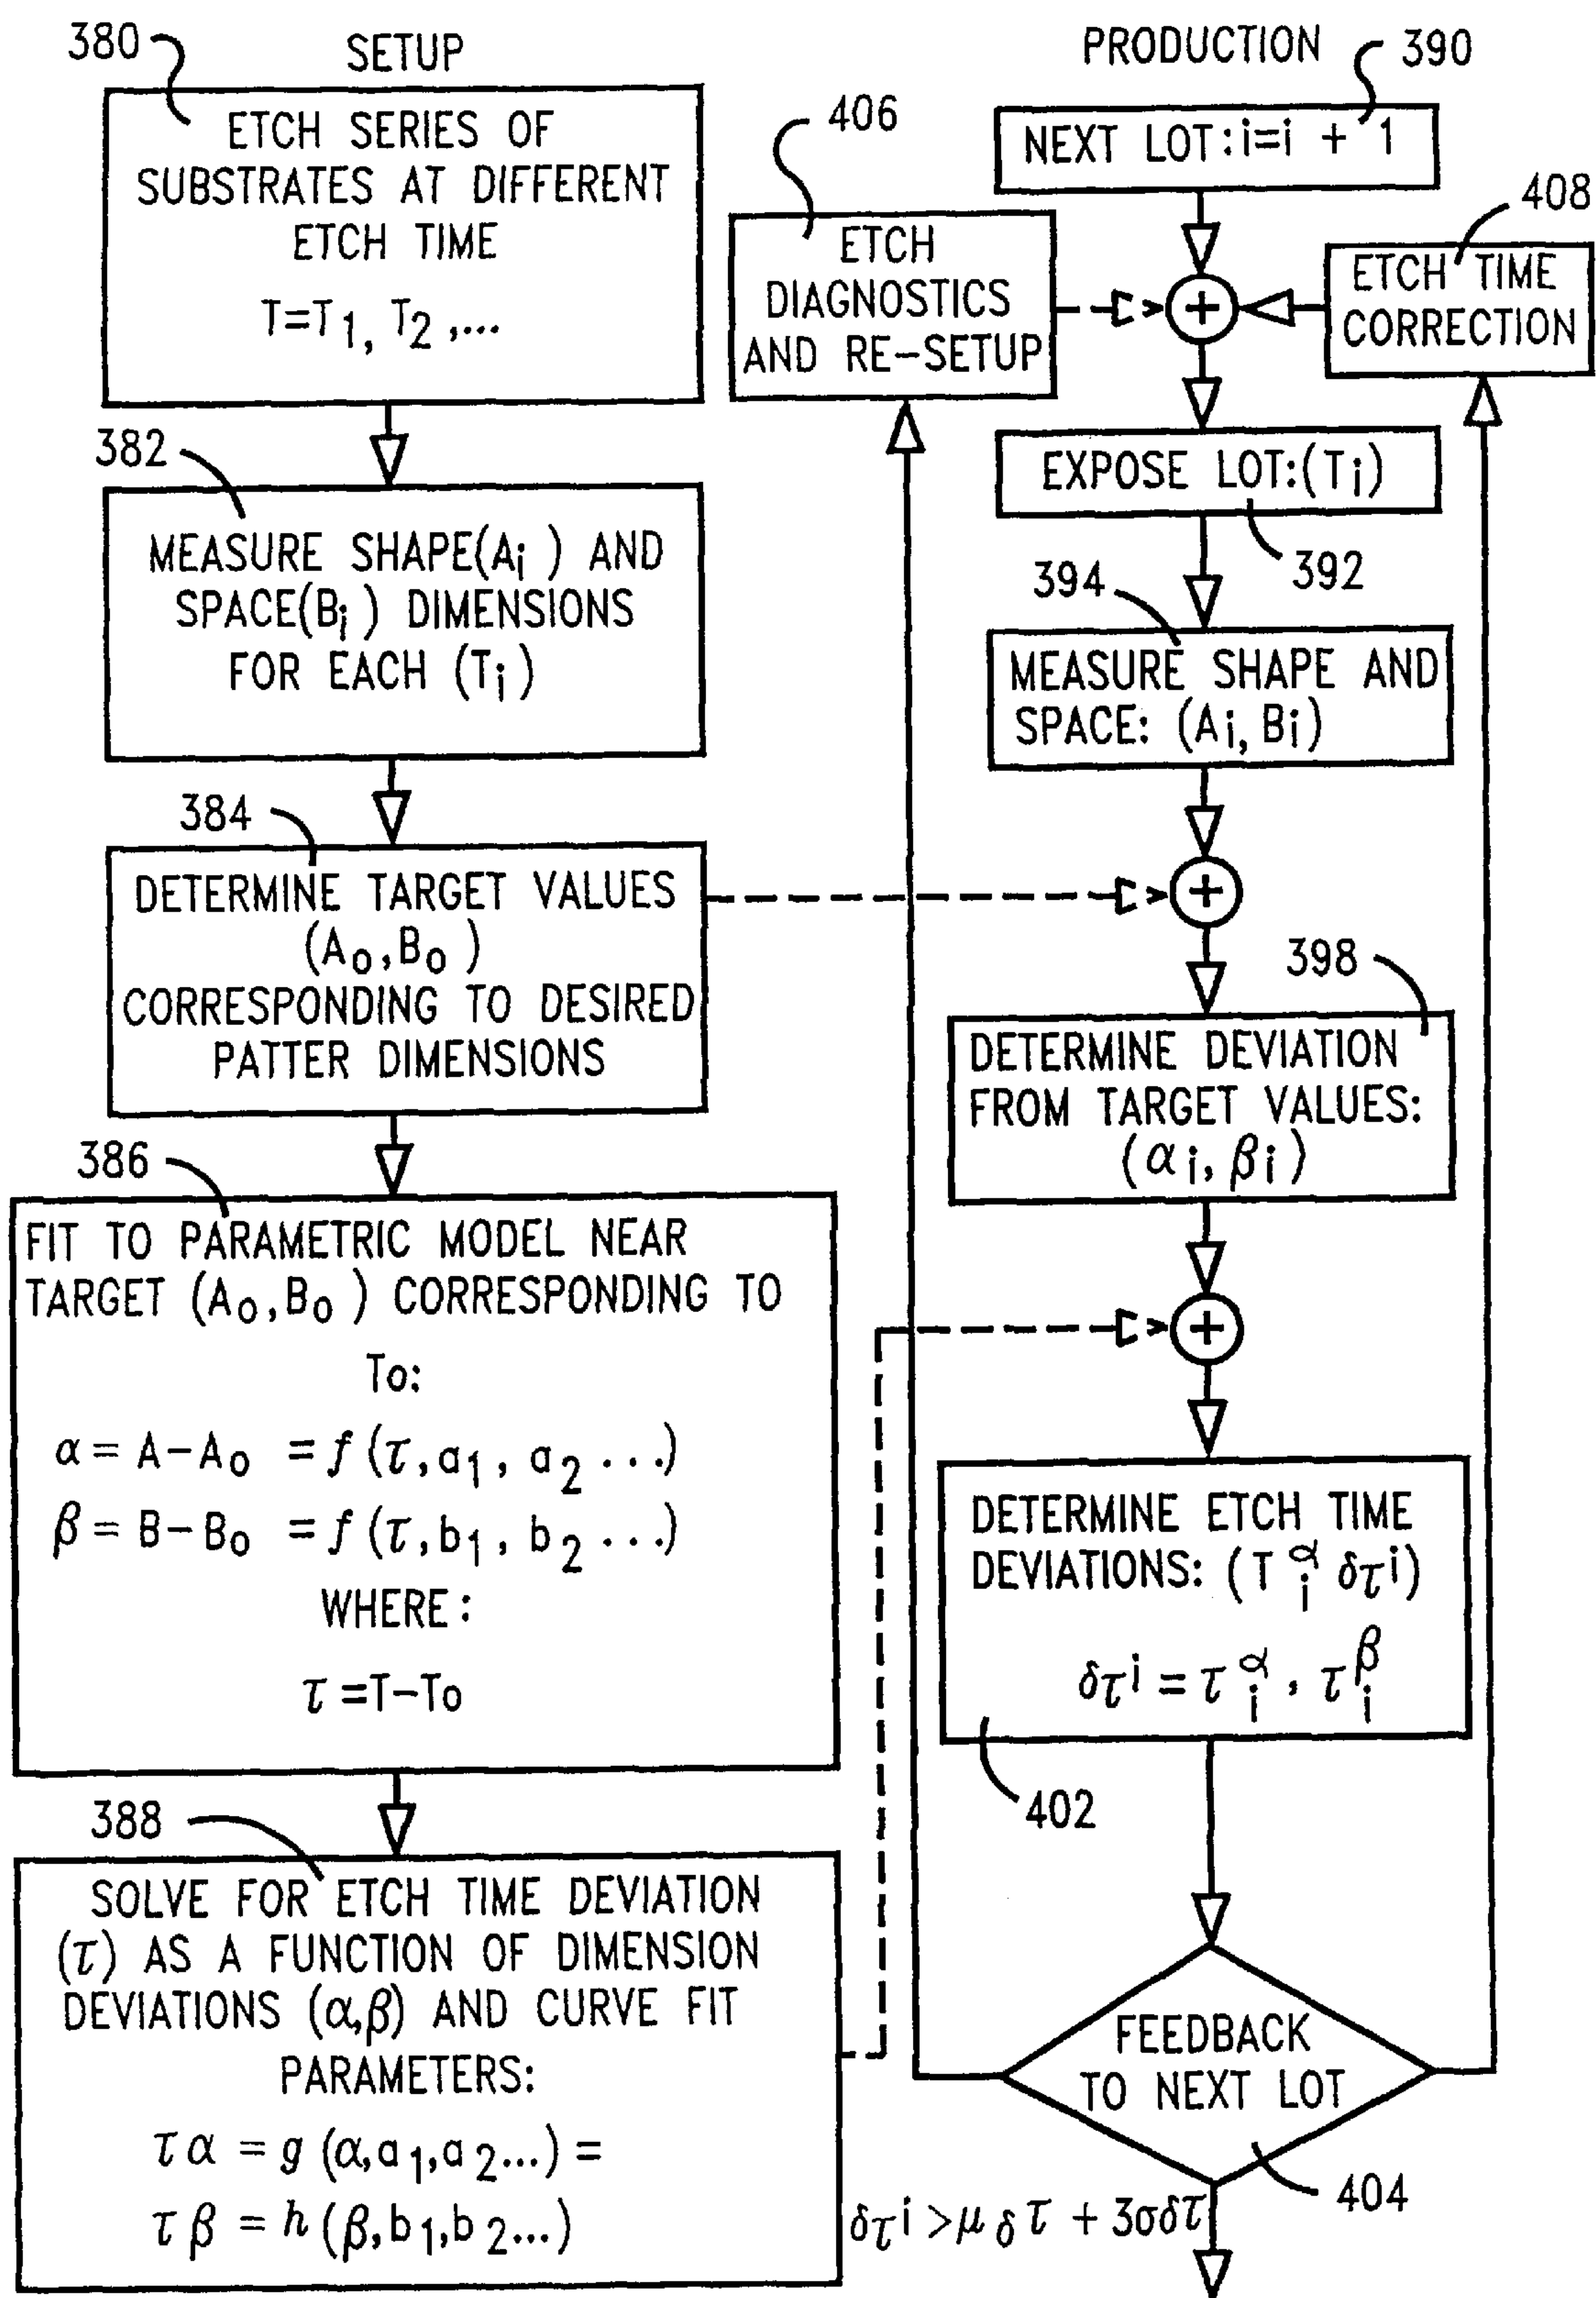 SETUP
380
ETCH SERIES OF
SUBSTRATES AT DIFFERENT
ETCH TIME
T=T1, T2 ,...
382
MEASURE SHAPE(Ai ) AND
SPACE(Bi ) DIMENSIONS
FOR EACH (Ti )
384
DETERMINE TARGET VALUES
(Ao,Bo )
CORRESPONDING TO DESIRED
PATTER DIMENSIONS
386
FIT TO PARAMETRIC MODEL NEAR
TARGET (Ao,Bo ) CORRESPONDING TO
To:
α = A-Ao = f (τ,a1 , a2 ...)
β = B-Bo = f (τ,b1 , b2 ...)
WHERE :
τ =T-To
388
SOLVE FOR ETCH TIME DEVIATION
(τ) AS A FUNCTION OF DIMENSION
DEVIATIONS (α,β) AND CURVE FIT
PARAMETERS:
τ α = g (α,a1,a2...) =
τ β = h (β,b1,b2...)
PRODUCTION
390
NEXT LOT: i=i + 1
406
ETCH
DIAGNOSTICS
AND RE-SETUP
+
408
ETCH TIME
CORRECTION
EXPOSE LOT:(Ti)
392
394
MEASURE SHAPE AND
SPACE: (Ai, Bi)
+
398
DETERMINE DEVIATION
FROM TARGET VALUES:
(αi, βi)
+
DETERMINE ETCH TIME
DEVIATIONS: (T α i δτ i)
δτ i = τ α i , τ β i
402
FEEDBACK
TO NEXT LOT
404
δτ i >μ δ τ + 3σδτ